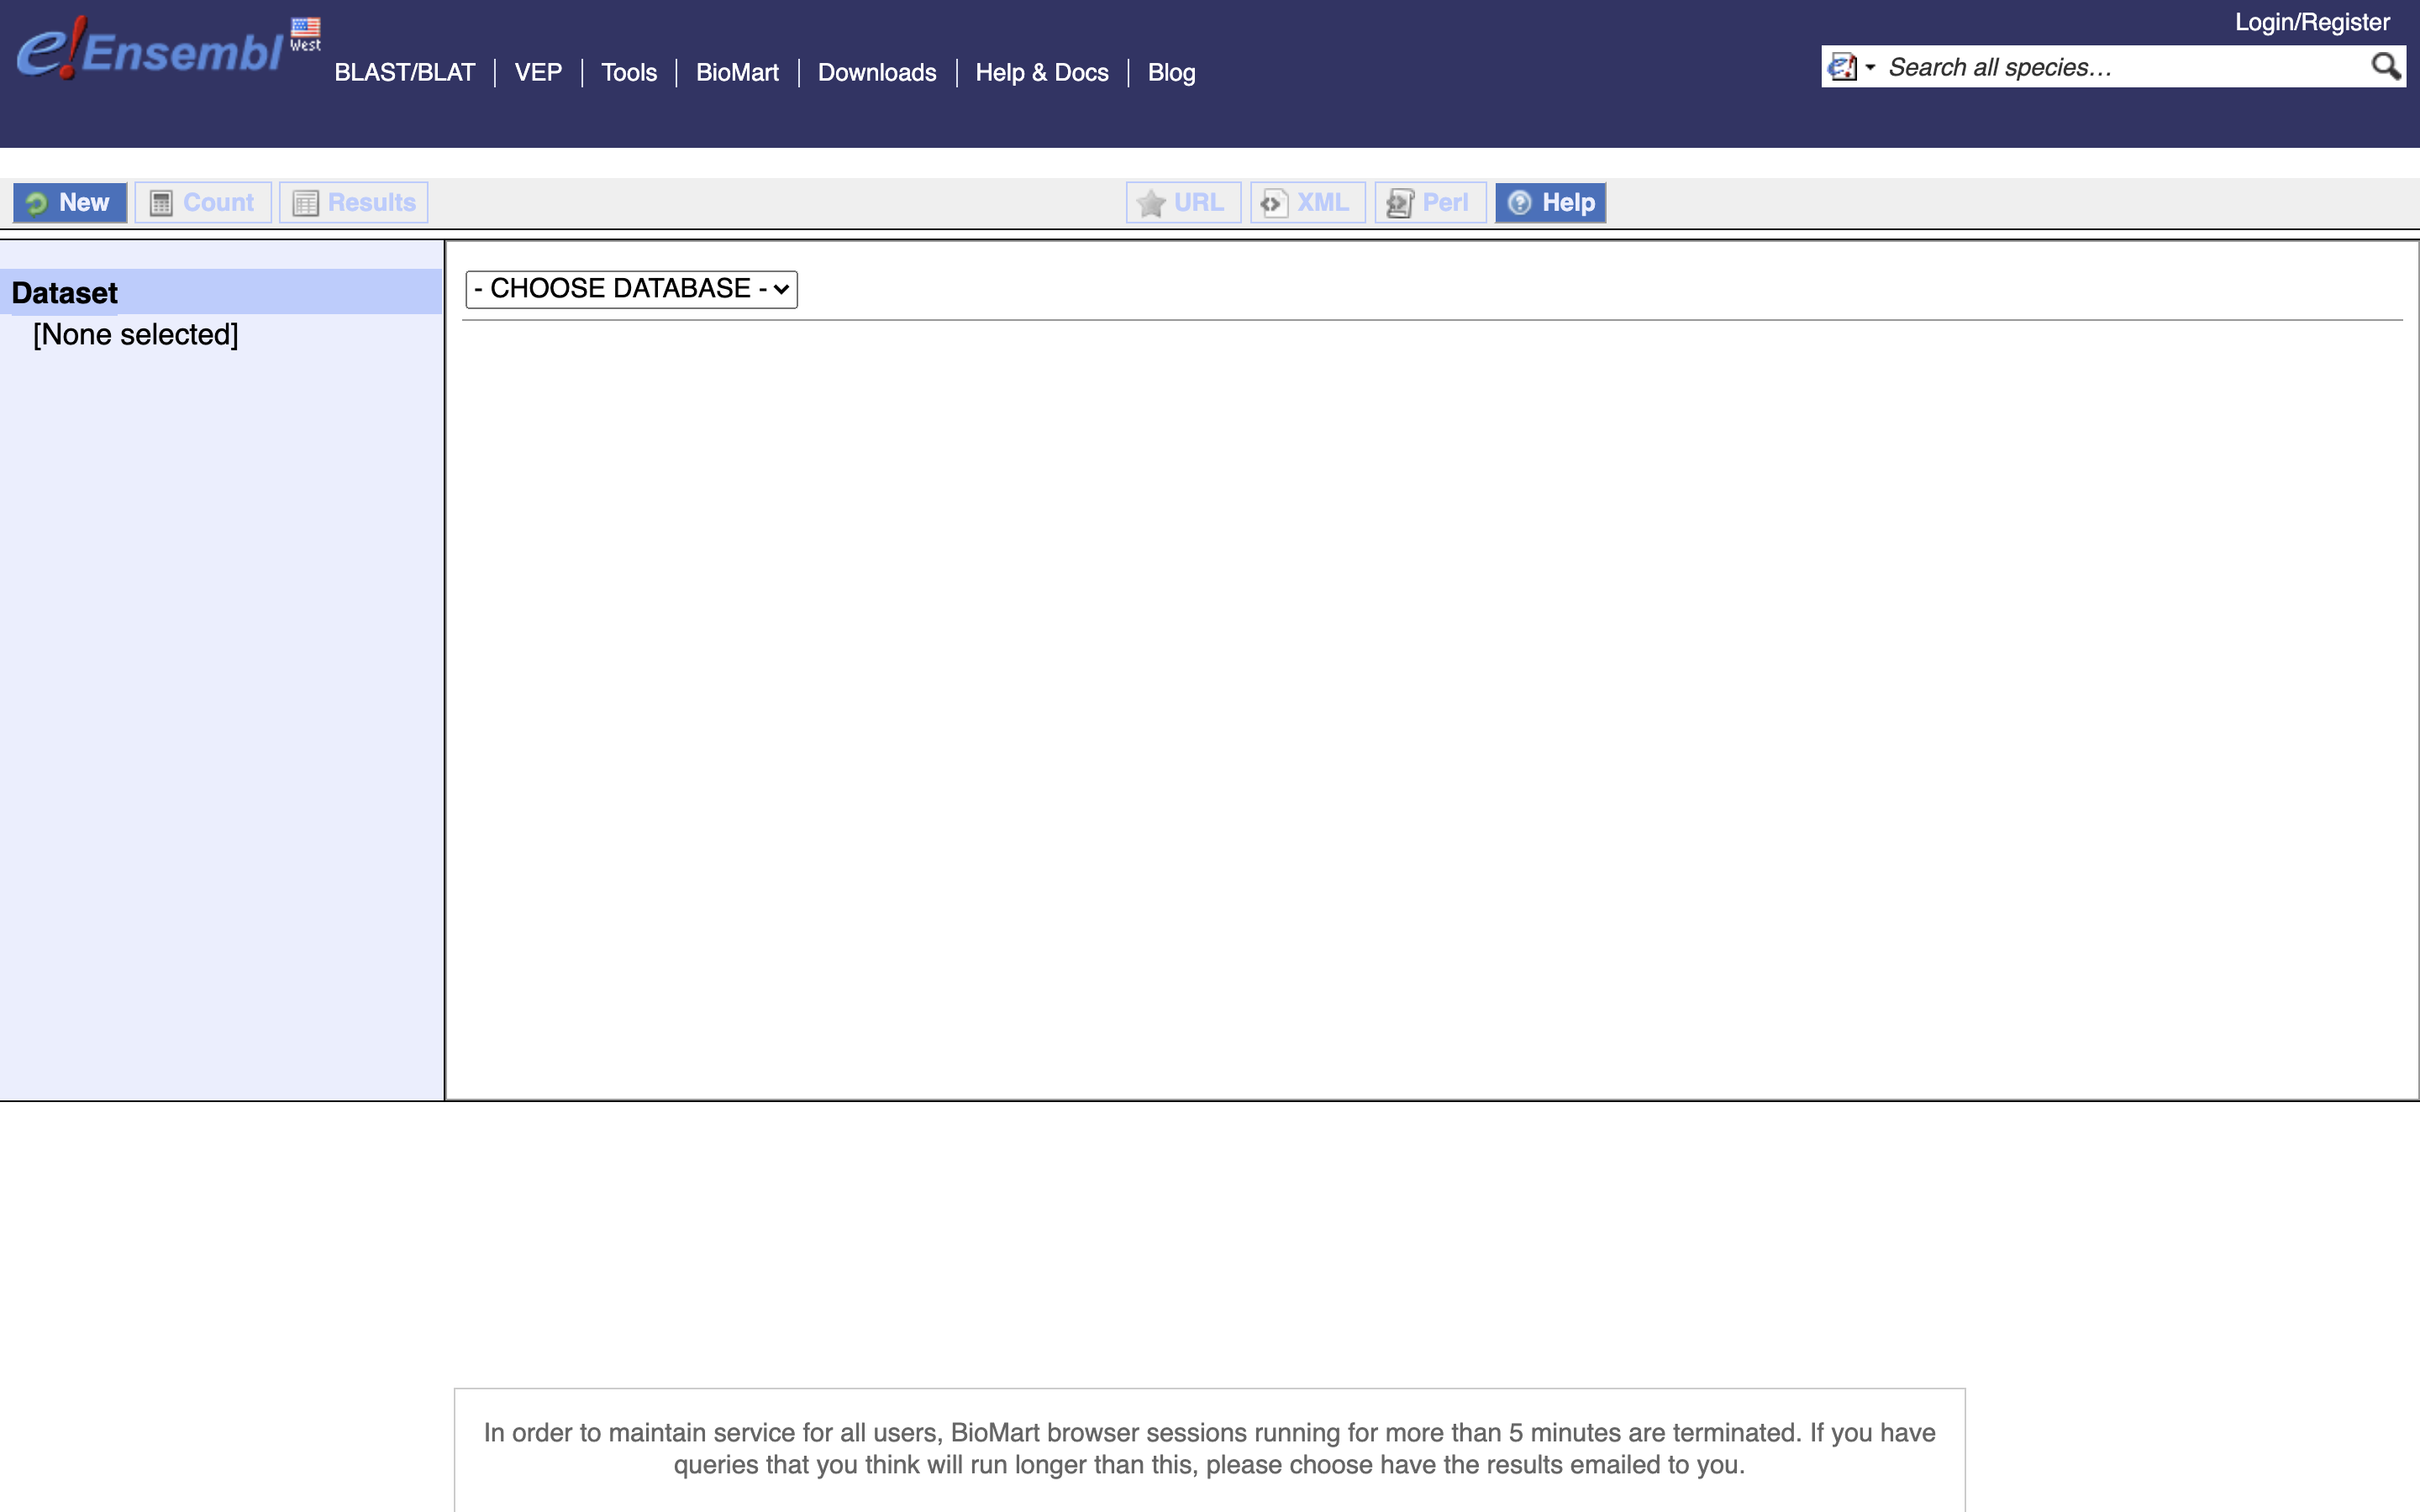 e!Ensembl West
Login/Register
BLAST/BLAT | VEP | Tools | BioMart | Downloads | Help & Docs | Blog
e! Search all species…
New Count Results URL XML Perl ? Help
Dataset
[None selected]
- CHOOSE DATABASE -
In order to maintain service for all users, BioMart browser sessions running for more than 5 minutes are terminated. If you have
queries that you think will run longer than this, please choose have the results emailed to you.